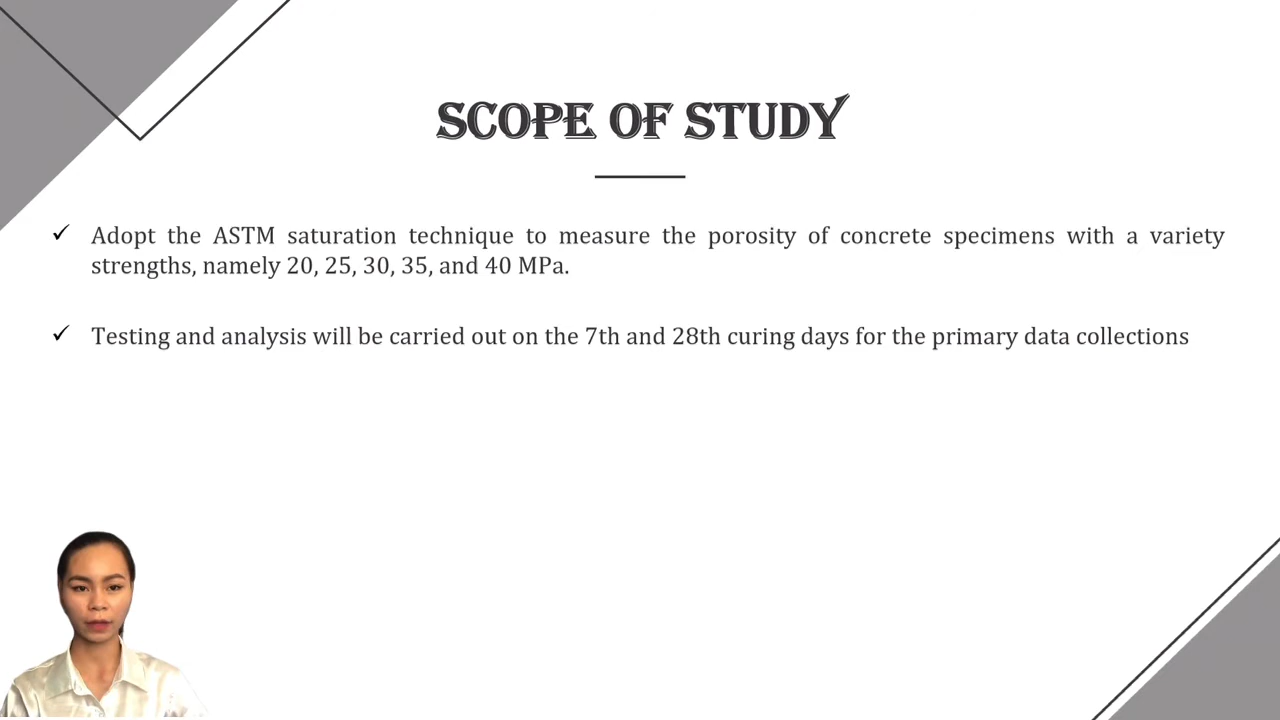 SCOPE OF STUDY
✓ Adopt the ASTM saturation technique to measure the porosity of concrete specimens with a variety
strengths, namely 20, 25, 30, 35, and 40 MPa.
✓ Testing and analysis will be carried out on the 7th and 28th curing days for the primary data collections